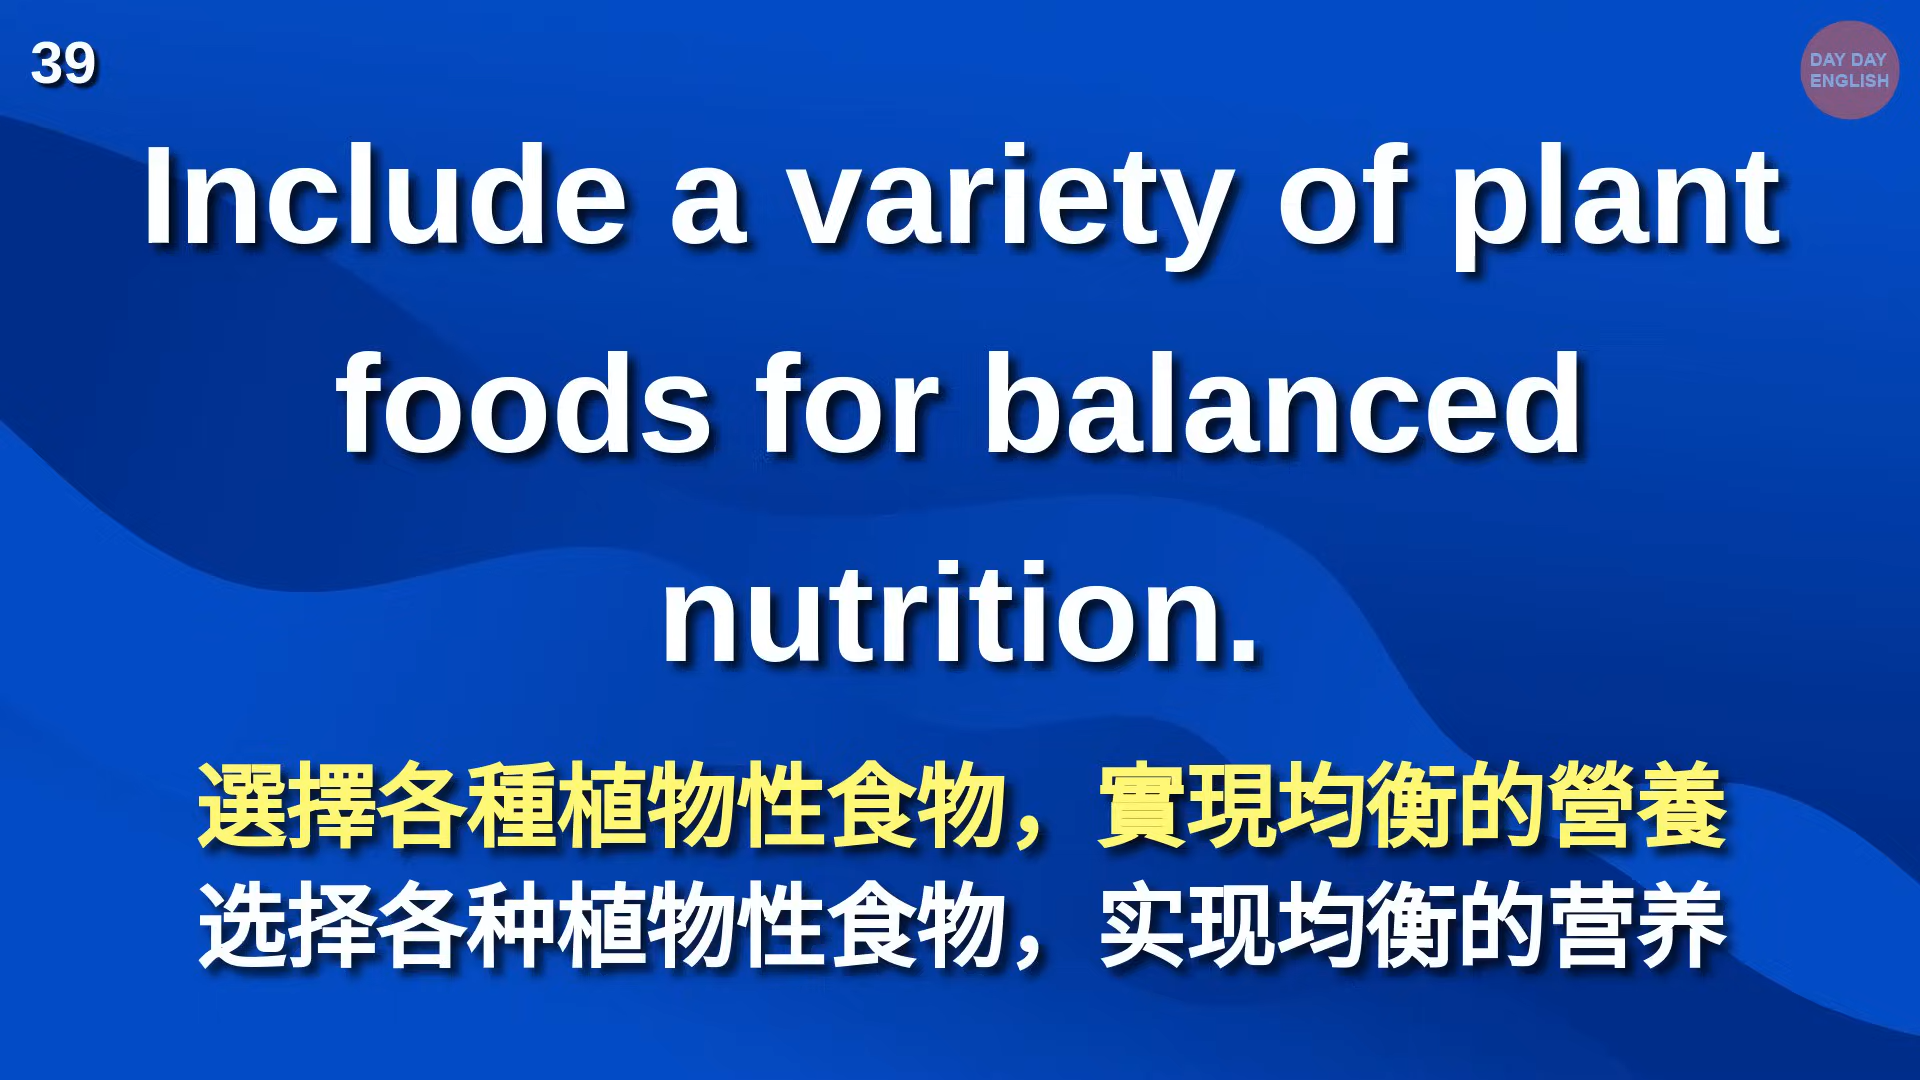 39
DAY DAY
ENGLISH
Include a variety of plant
foods for balanced
nutrition.
選擇各種植物性食物，實現均衡的營養
选择各种植物性食物，实现均衡的营养